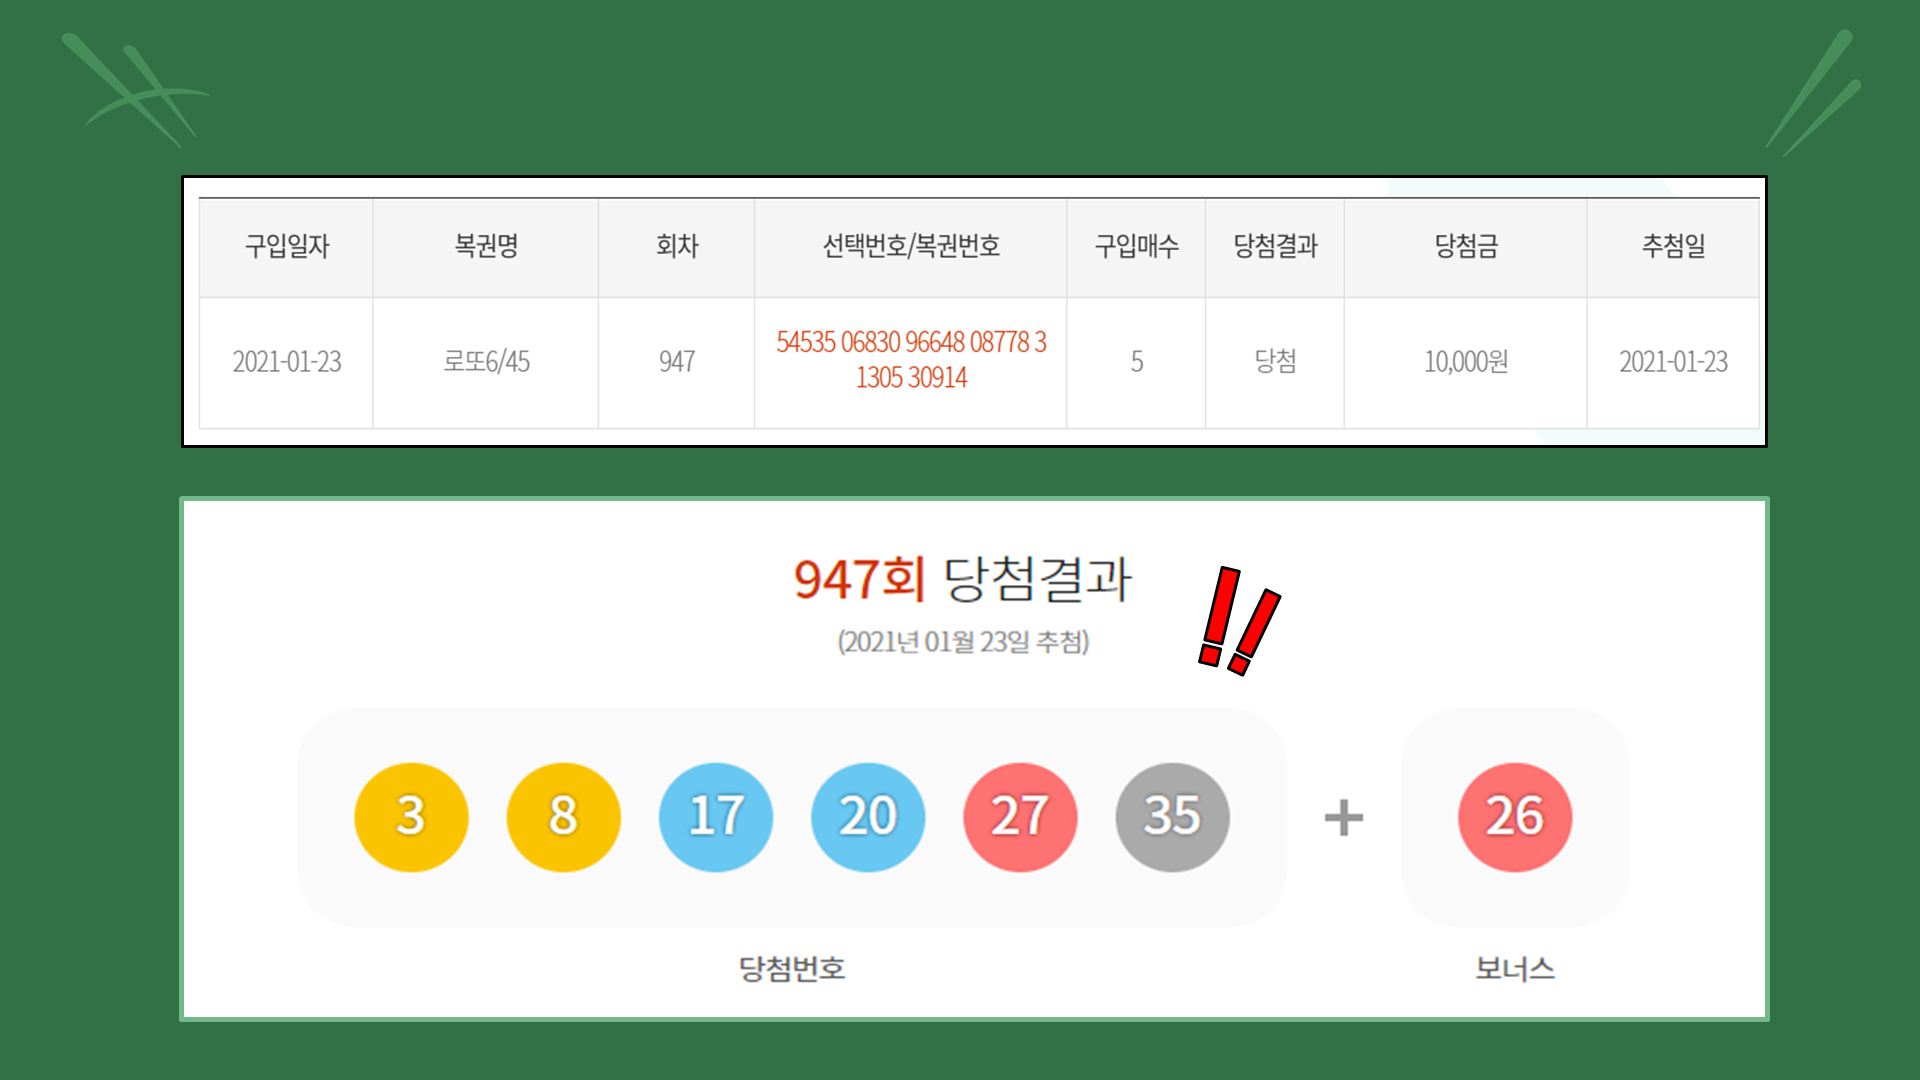 구입일자 복권명 회차 선택번호/복권번호 구입매수 당첨결과 당첨금 추첨일
2021-01-23 로또6/45 947 54535 06830 96648 08778 3 5 당첨 10,000원 2021-01-23
1305 30914
947회 당첨결과
(2021년 01월 23일 추첨)
3 8 17 20 27 35 + 26
당첨번호 보너스